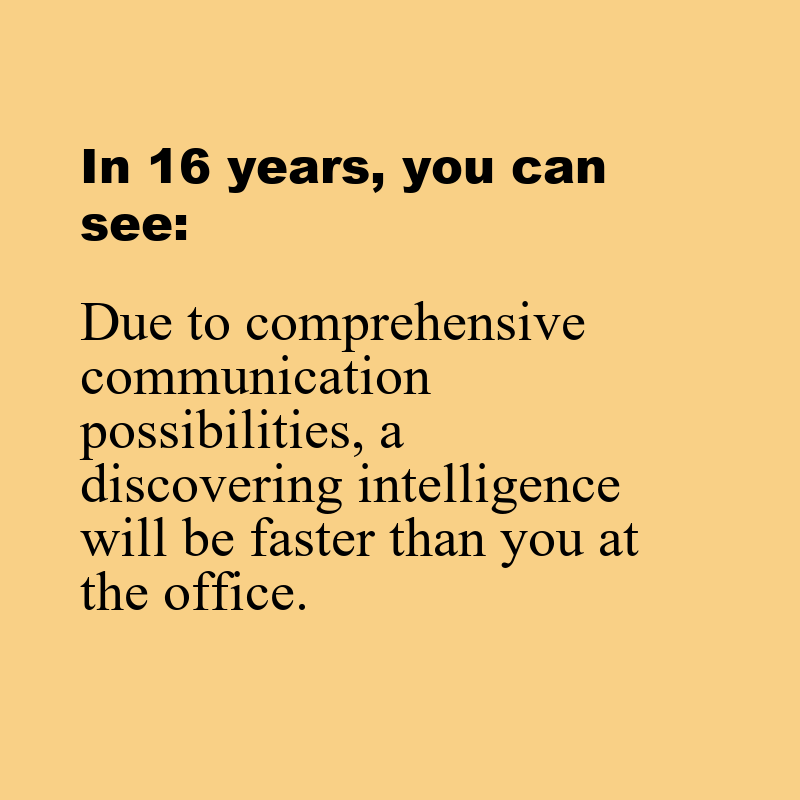 In 16 years, you can
see:
Due to comprehensive
communication
possibilities, a
discovering intelligence
will be faster than you at
the office.